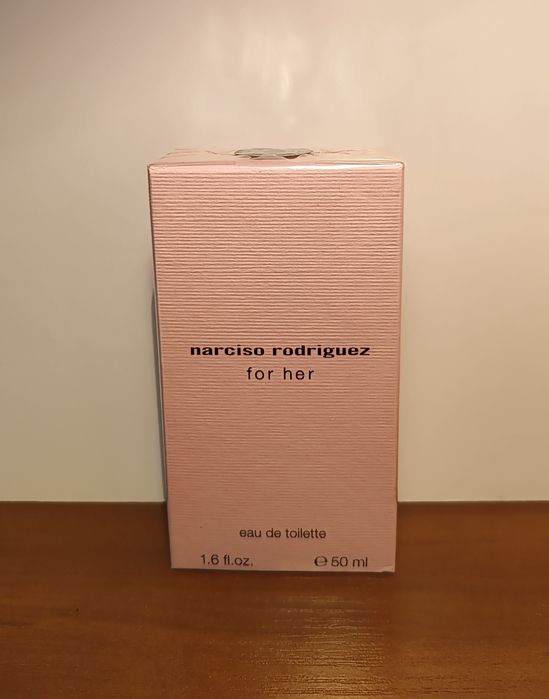 narciso rodriguez
for her
eau de toilette
1.6 fl.oz. ℮ 50 ml